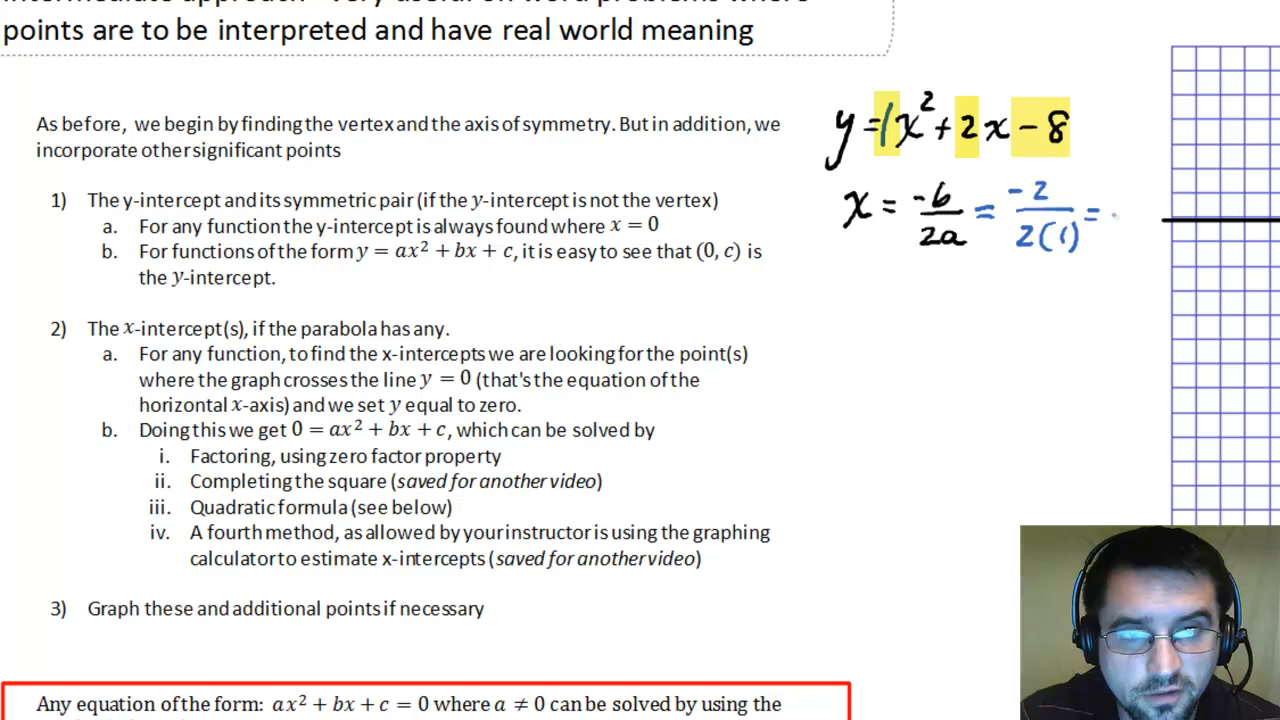 intermediate approach - very useful on word problems where
points are to be interpreted and have real world meaning
As before, we begin by finding the vertex and the axis of symmetry. But in addition, we
incorporate other significant points
1) The y-intercept and its symmetric pair (if the y-intercept is not the vertex)
a. For any function the y-intercept is always found where x = 0
b. For functions of the form y = ax² + bx + c, it is easy to see that (0, c) is
the y-intercept.
2) The x-intercept(s), if the parabola has any.
a. For any function, to find the x-intercepts we are looking for the point(s)
where the graph crosses the line y = 0 (that's the equation of the
horizontal x-axis) and we set y equal to zero.
b. Doing this we get 0 = ax² + bx + c, which can be solved by
i. Factoring, using zero factor property
ii. Completing the square (saved for another video)
iii. Quadratic formula (see below)
iv. A fourth method, as allowed by your instructor is using the graphing
calculator to estimate x-intercepts (saved for another video)
3) Graph these and additional points if necessary
Any equation of the form: ax² + bx + c = 0 where a ≠ 0 can be solved by using the
y = 1x² + 2x - 8
x = -b/2a = -2/2(1) =